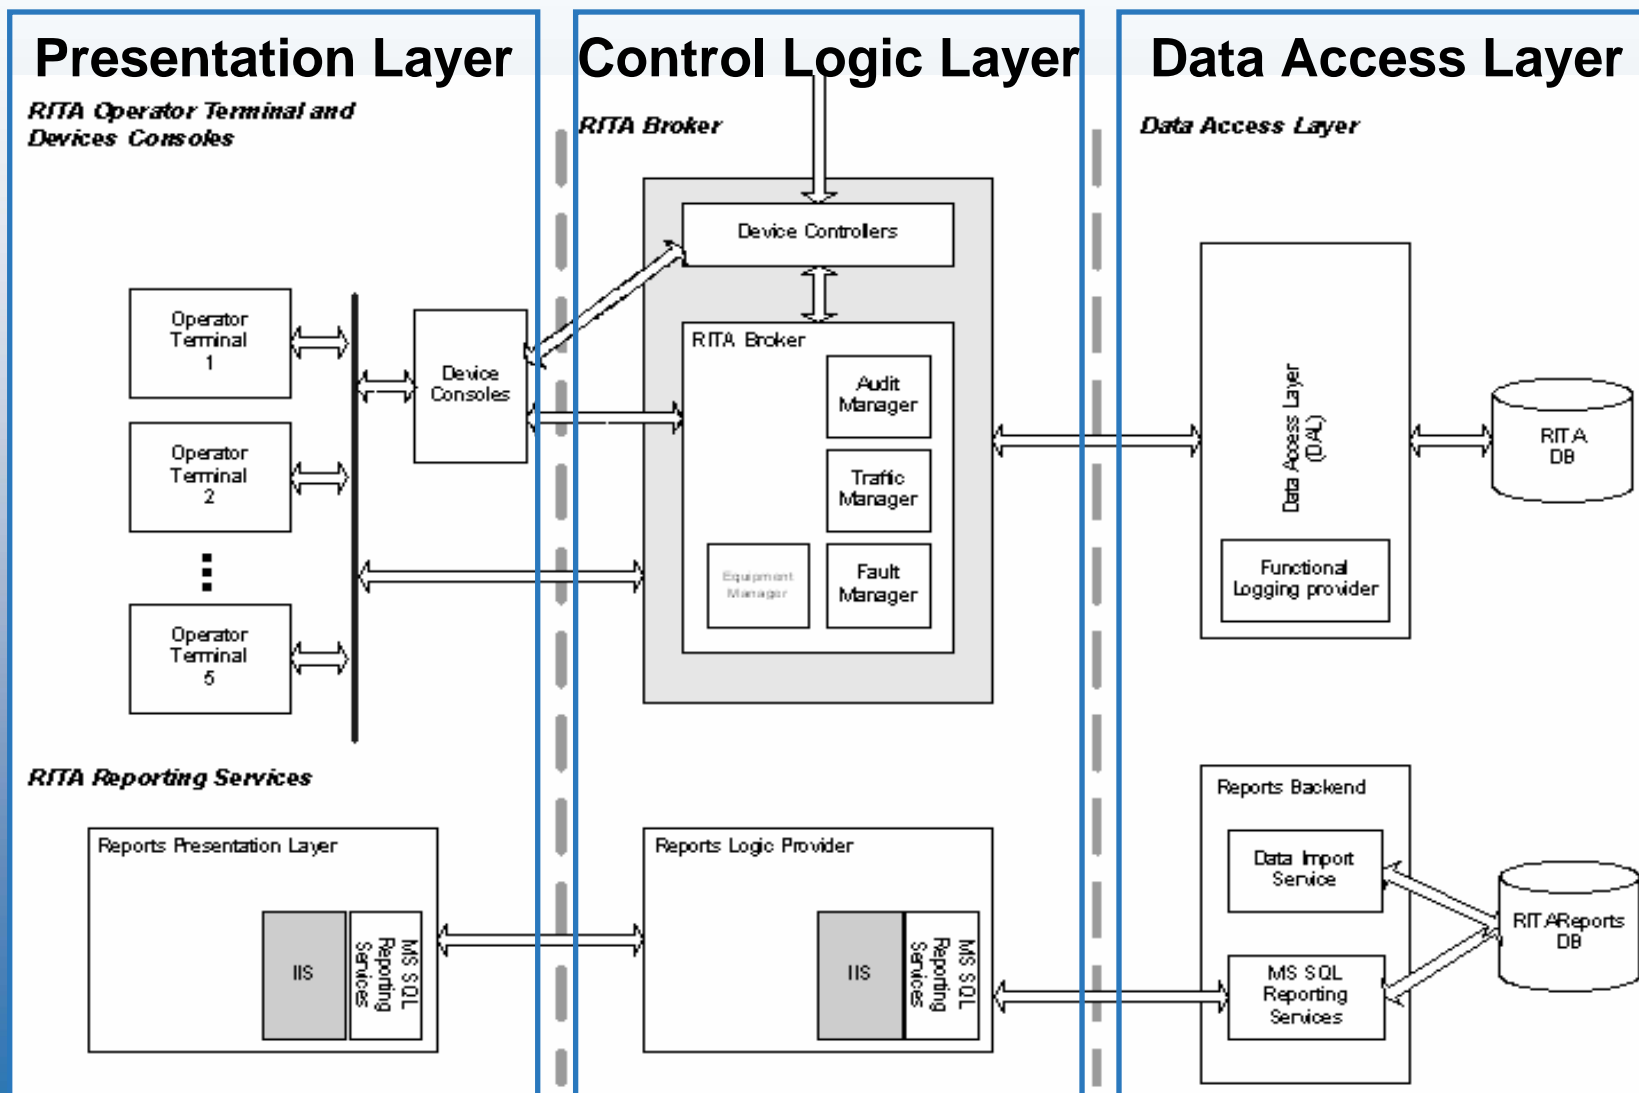 Presentation Layer
Control Logic Layer
Data Access Layer
RITA Operator Terminal and
Devices Consoles
RITA Broker
Data Access Layer
Device Controllers
Operator
Terminal
1
Operator
Terminal
2
Operator
Terminal
5
Device
Consoles
RITA Broker
Audit
Manager
Traffic
Manager
Equipment
Manager
Fault
Manager
Data Access Layer
(DAL)
Functional
Logging provider
RITA
DB
RITA Reporting Services
Reports Presentation Layer
IIS
MS SQL
Reporting
Services
Reports Logic Provider
IIS
MS SQL
Reporting
Services
Reports Backend
Data Import
Service
MS SQL
Reporting
Services
RITAReports
DB